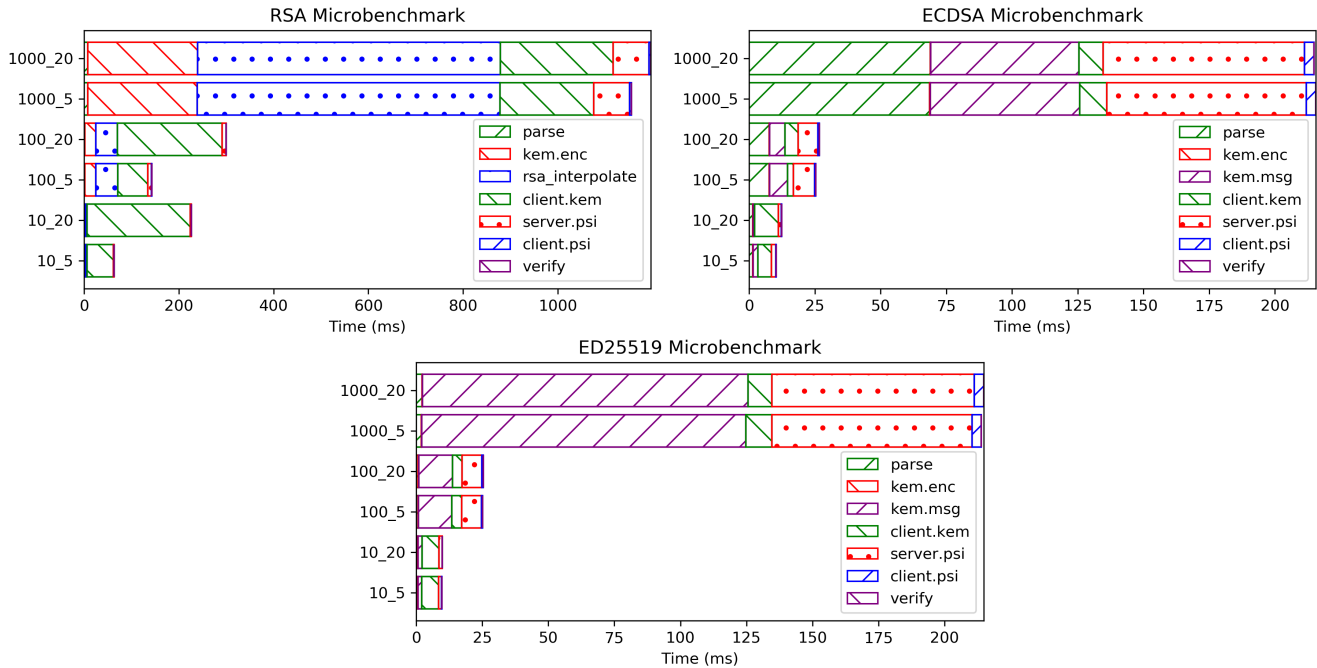 RSA Microbenchmark
1000_20
1000_5
100_20
100_5
10_20
10_5
0 200 400 600 800 1000
Time (ms)
parse
kem.enc
rsa_interpolate
client.kem
server.psi
client.psi
verify
ECDSA Microbenchmark
1000_20
1000_5
100_20
100_5
10_20
10_5
0 25 50 75 100 125 150 175 200
Time (ms)
parse
kem.enc
kem.msg
client.kem
server.psi
client.psi
verify
ED25519 Microbenchmark
1000_20
1000_5
100_20
100_5
10_20
10_5
0 25 50 75 100 125 150 175 200
Time (ms)
parse
kem.enc
kem.msg
client.kem
server.psi
client.psi
verify